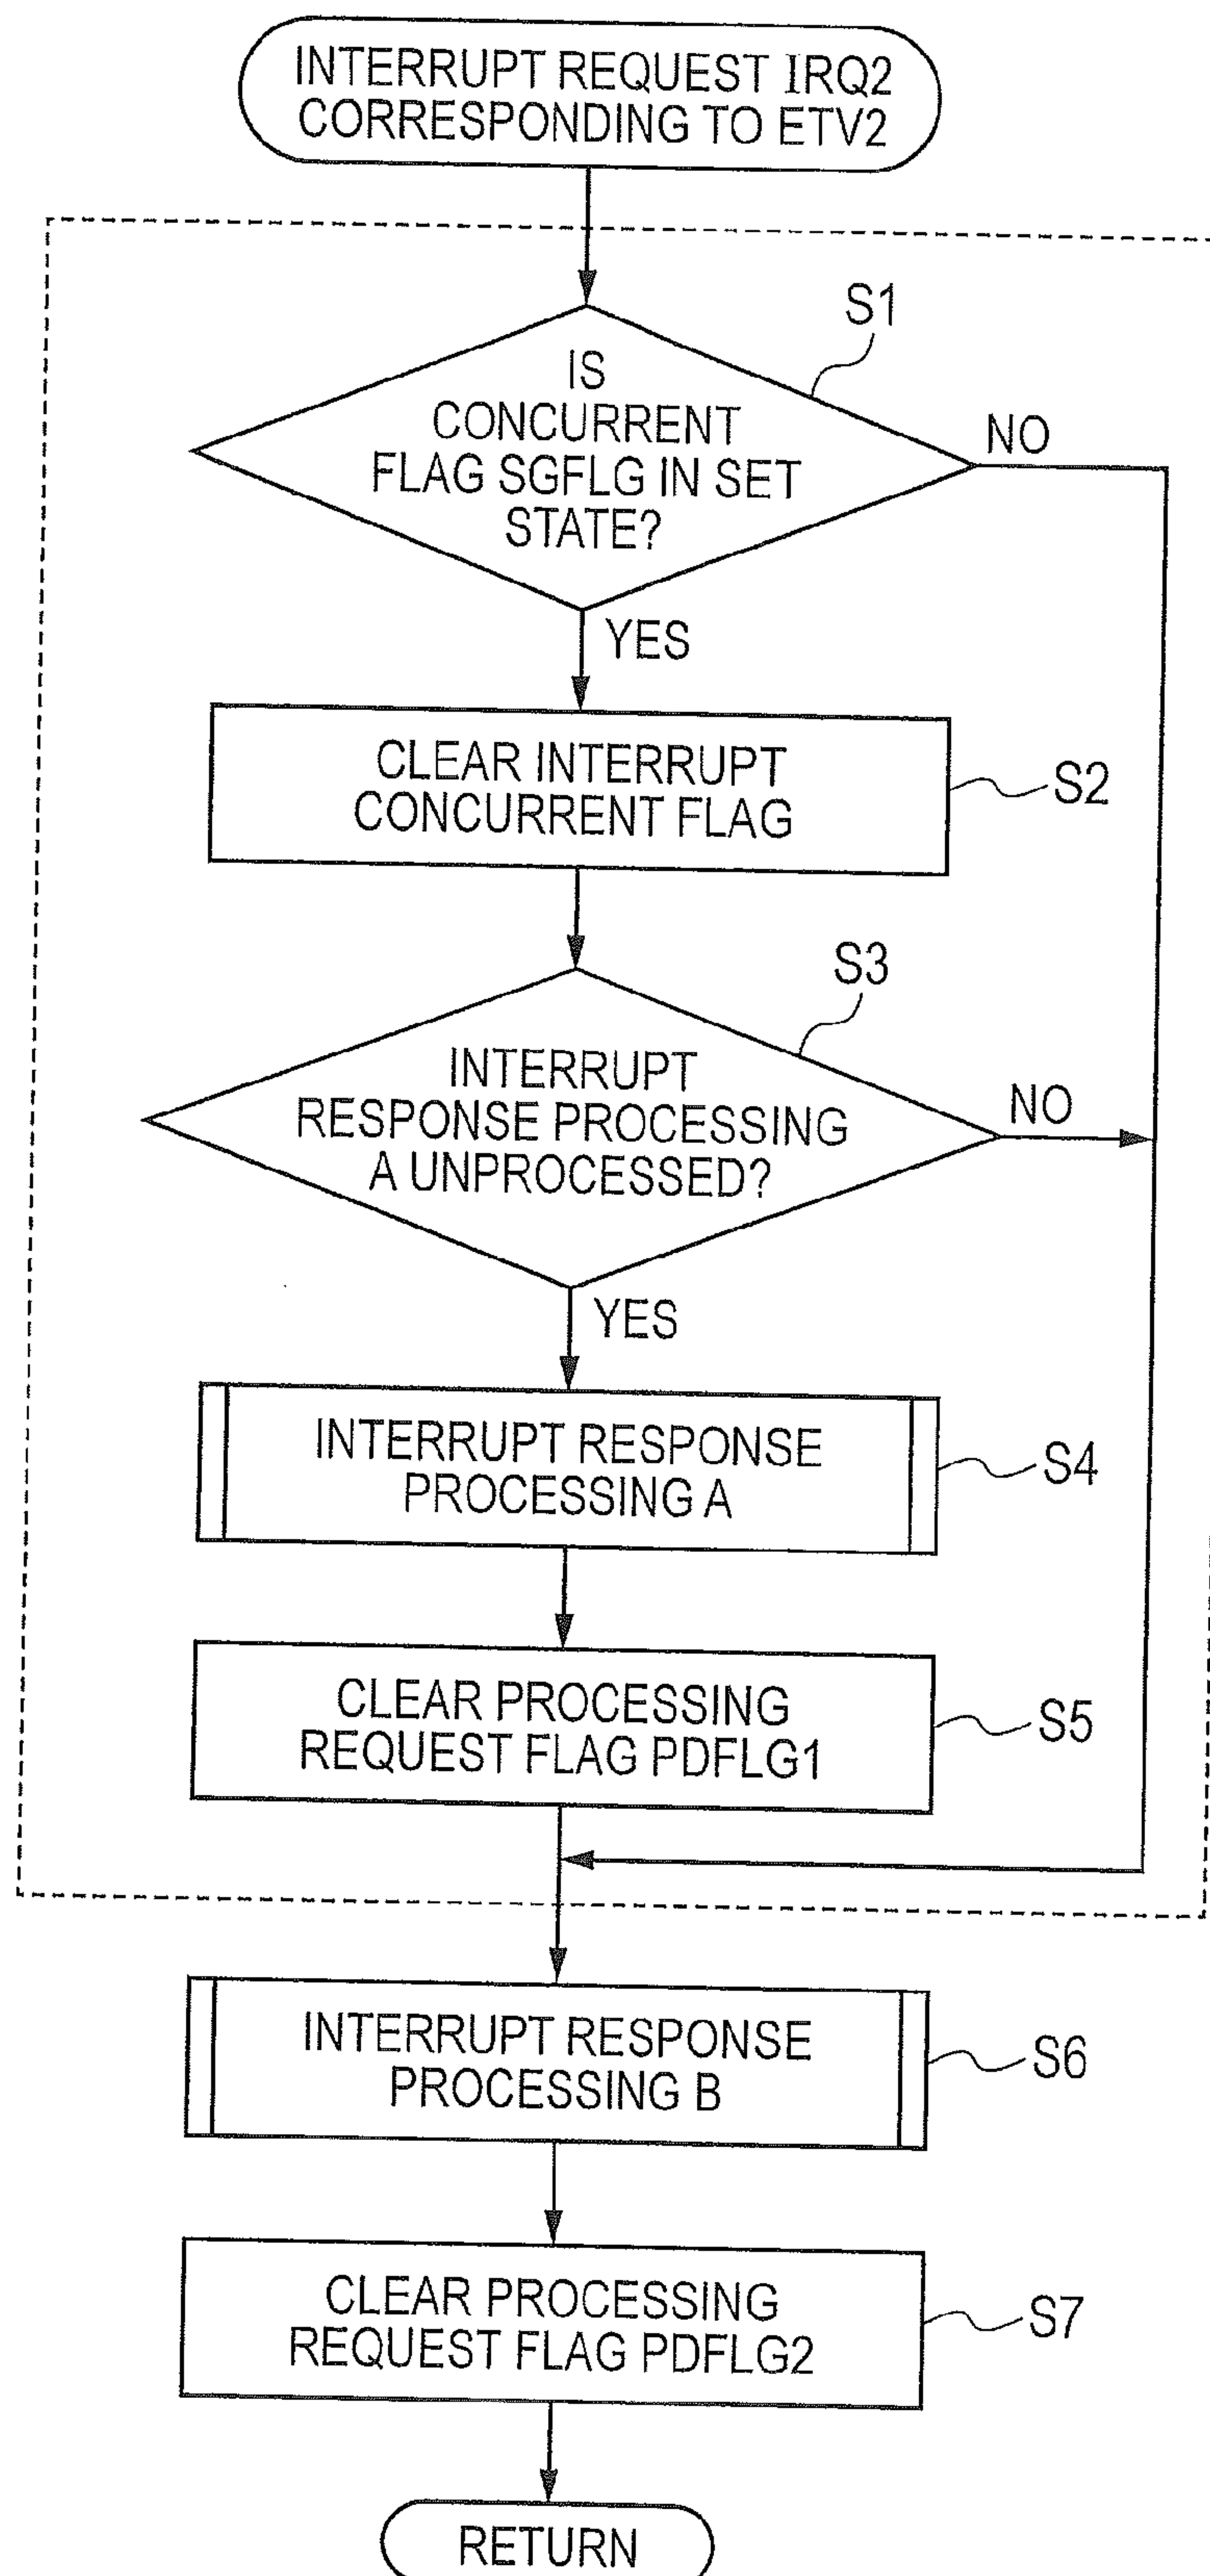 INTERRUPT REQUEST IRQ2
CORRESPONDING TO ETV2
S1
IS
CONCURRENT
FLAG SGFLG IN SET
STATE?
NO
YES
CLEAR INTERRUPT
CONCURRENT FLAG
S2
S3
INTERRUPT
RESPONSE PROCESSING
A UNPROCESSED?
NO
YES
INTERRUPT RESPONSE
PROCESSING A
S4
CLEAR PROCESSING
REQUEST FLAG PDFLG1
S5
INTERRUPT RESPONSE
PROCESSING B
S6
CLEAR PROCESSING
REQUEST FLAG PDFLG2
S7
RETURN